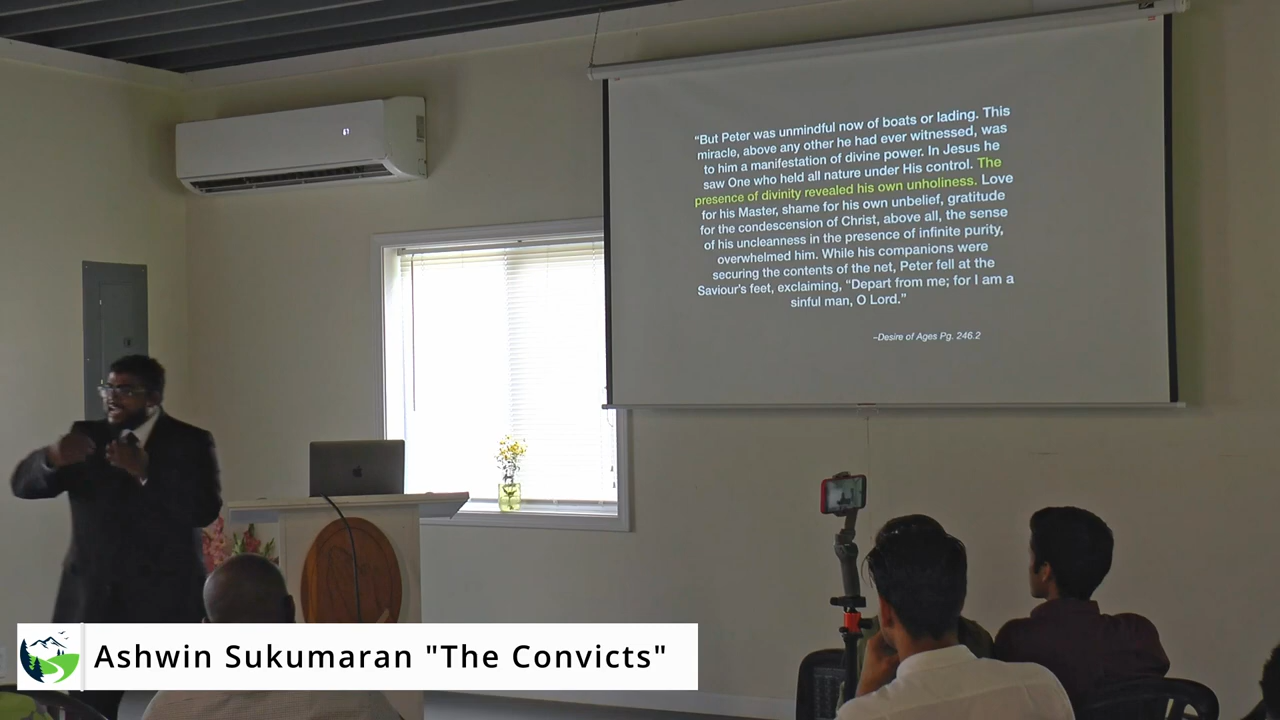 “But Peter was unmindful now of boats or lading. This
miracle, above any other he had ever witnessed, was
to him a manifestation of divine power. In Jesus he
saw One who held all nature under His control. The
presence of divinity revealed his own unholiness. Love
for his Master, shame for his own unbelief, gratitude
for the condescension of Christ, above all, the sense
of his uncleanness in the presence of infinite purity,
overwhelmed him. While his companions were
securing the contents of the net, Peter fell at the
Saviour’s feet, exclaiming, “Depart from me; for I am a
sinful man, O Lord.”
–Desire of Ages Pg. 246.2
Ashwin Sukumaran "The Convicts"